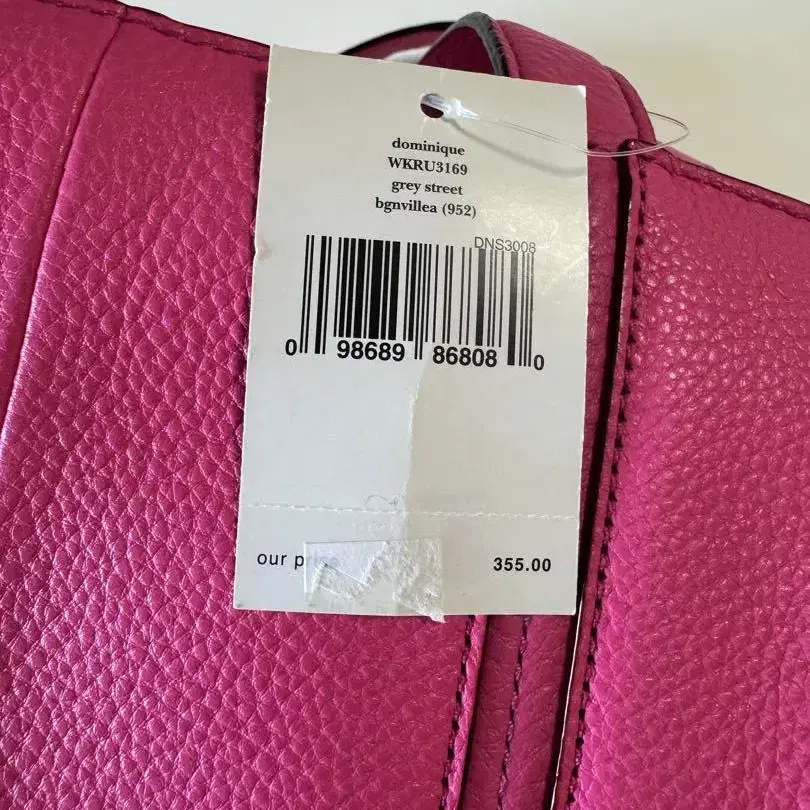 dominique
WKRU3169
grey street
bgnvillea (952)
DNS3008
0 98689 86808 0
our 355.00